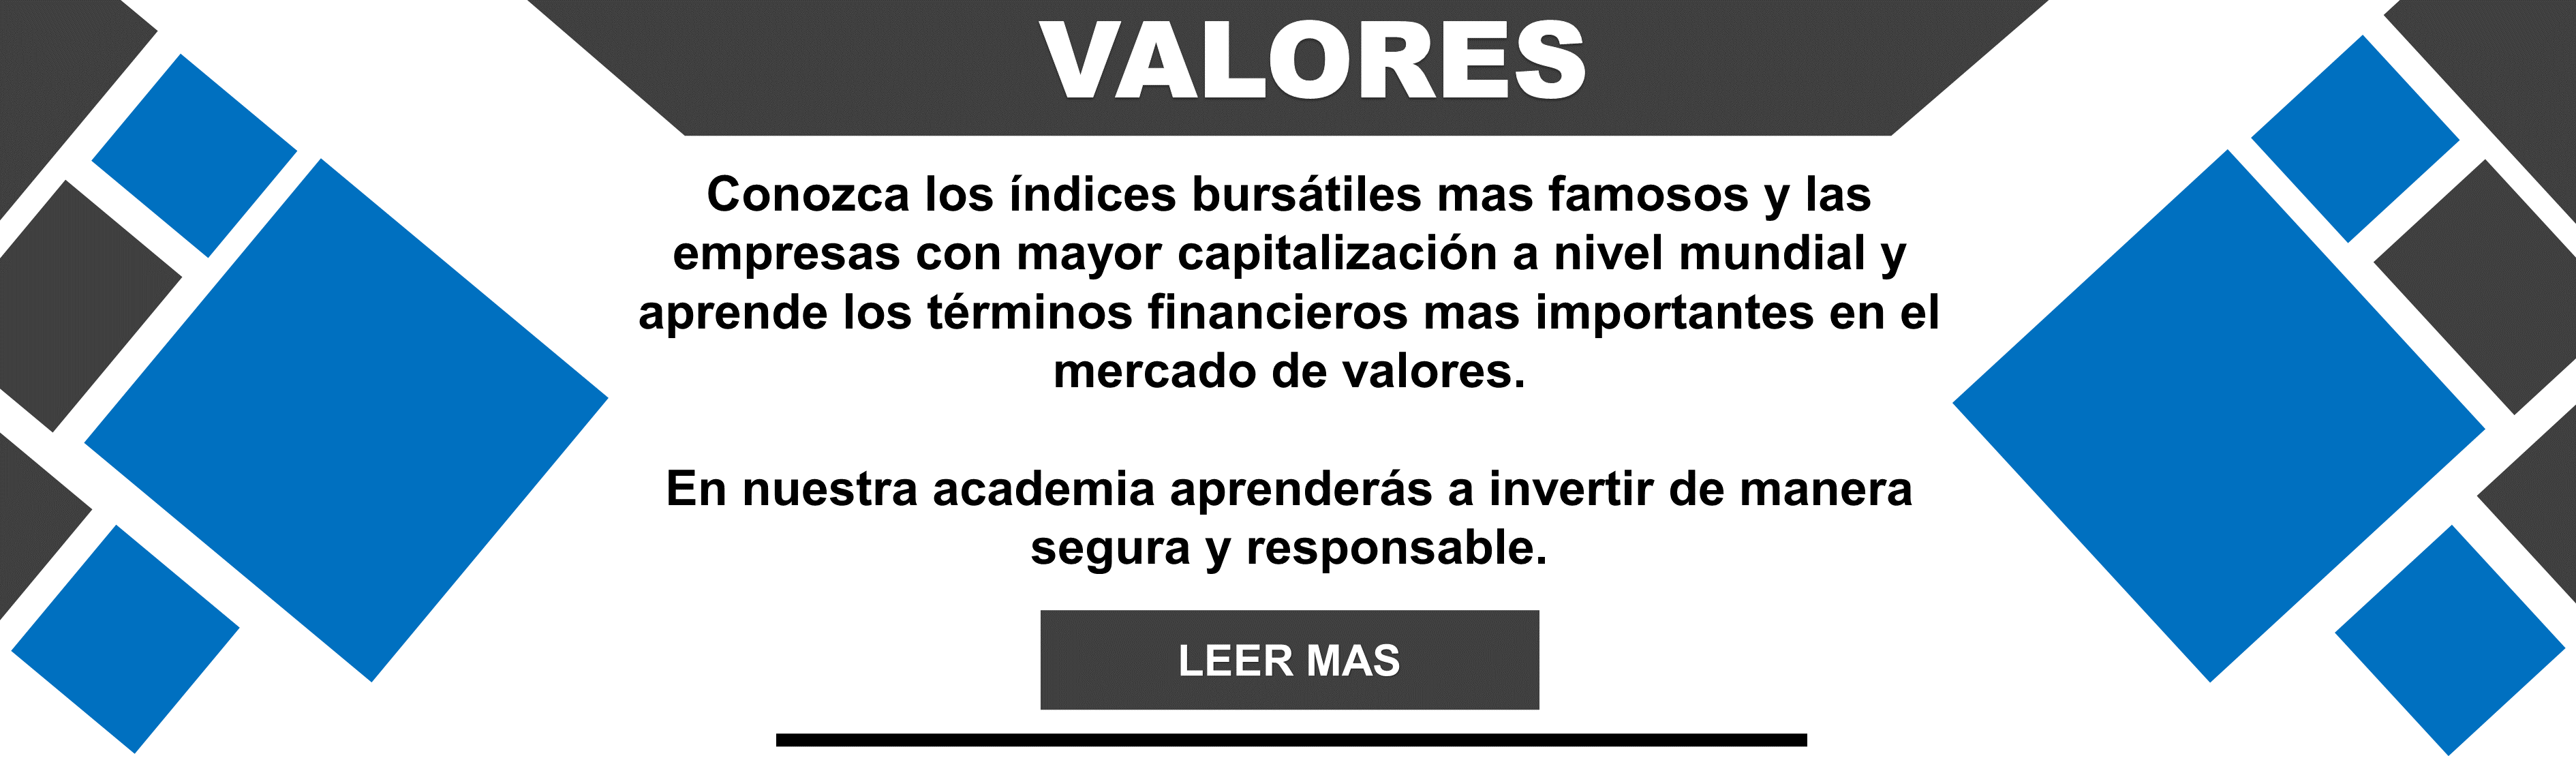 VALORES
Conozca los índices bursátiles mas famosos y las
empresas con mayor capitalización a nivel mundial y
aprende los términos financieros mas importantes en el
mercado de valores.
En nuestra academia aprenderás a invertir de manera
segura y responsable.
LEER MAS